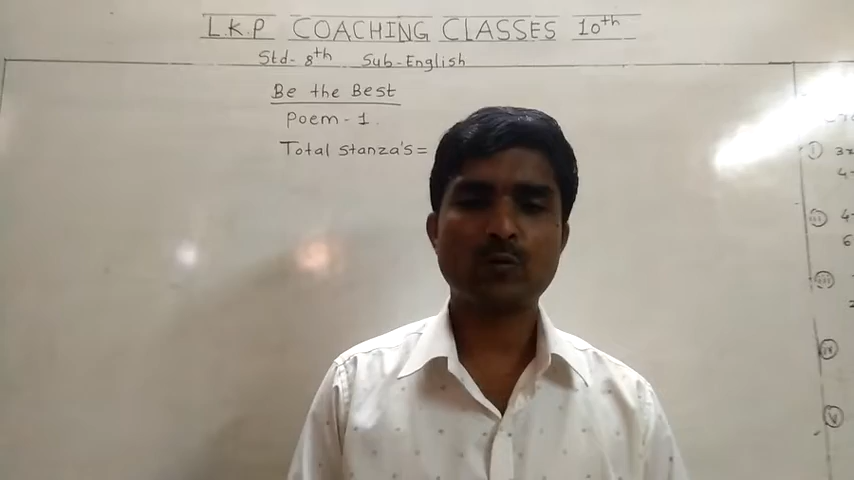 L.K.P COACHING CLASSES 10th
Std- 8th Sub-English
Be the Best
Poem - 1.
Total stanza's =